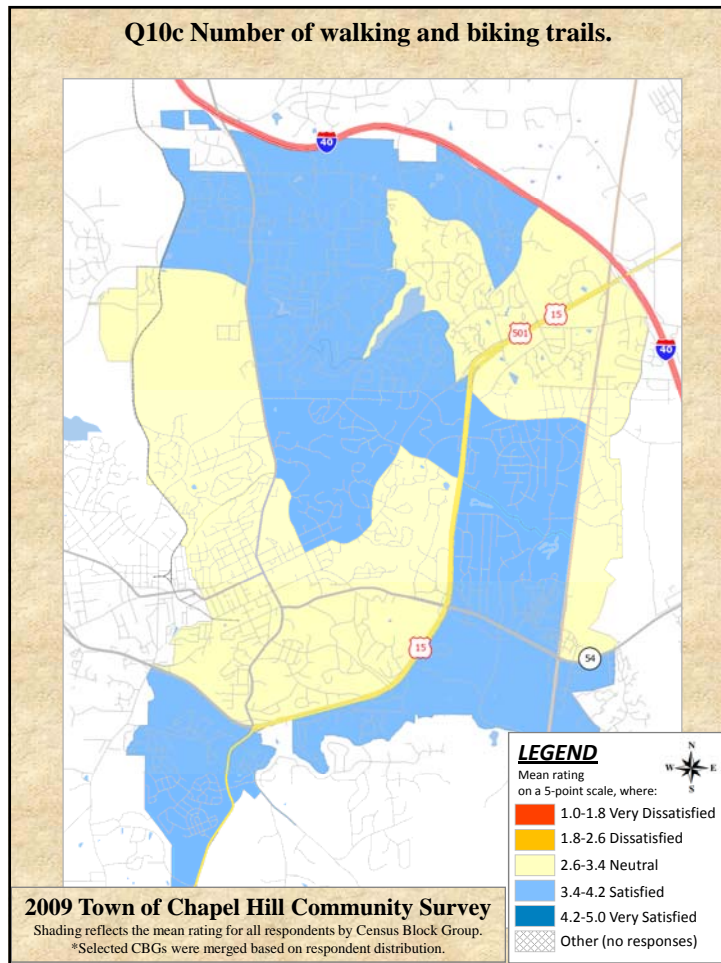 Q10c Number of walking and biking trails.
40
15
501
40
15
54
LEGEND
Mean rating
on a 5-point scale, where:
N
W E
S
1.0-1.8 Very Dissatisfied
1.8-2.6 Dissatisfied
2.6-3.4 Neutral
3.4-4.2 Satisfied
4.2-5.0 Very Satisfied
Other (no responses)
2009 Town of Chapel Hill Community Survey
Shading reflects the mean rating for all respondents by Census Block Group.
*Selected CBGs were merged based on respondent distribution.